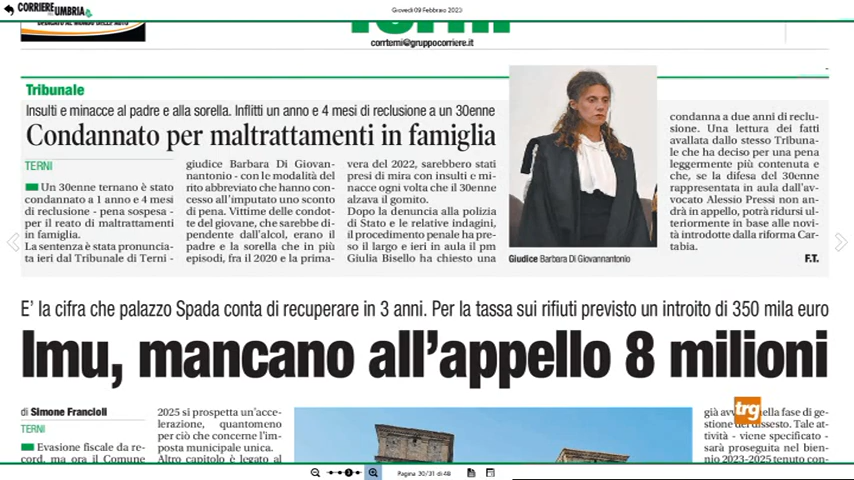 CORRIERE
DELL'UMBRIA
Giovedì 09 Febbraio 2023
corrterni@gruppocorriere.it
Tribunale
Insulti e minacce al padre e alla sorella. Inflitti un anno e 4 mesi di reclusione a un 30enne
Condannato per maltrattamenti in famiglia
TERNI
Un 30enne ternano è stato
condannato a 1 anno e 4 mesi
di reclusione - pena sospesa -
per il reato di maltrattamenti
in famiglia.
La sentenza è stata pronuncia-
ta ieri dal Tribunale di Terni -
giudice Barbara Di Giovan-
nantonio - con le modalità del
rito abbreviato che hanno con-
cesso all'imputato uno sconto
di pena. Vittime delle condot-
te del giovane, che sarebbe di-
pendente dall'alcol, erano il
padre e la sorella che in più
episodi, fra il 2020 e la prima-
vera del 2022, sarebbero stati
presi di mira con insulti e mi-
nacce ogni volta che il 30enne
alzava il gomito.
Dopo la denuncia alla polizia
di Stato e le relative indagini,
il procedimento penale ha pre-
so il largo e ieri in aula il pm
Giulia Bisello ha chiesto una
Giudice Barbara Di Giovannantonio
condanna a due anni di reclu-
sione. Una lettura dei fatti
avallata dallo stesso Tribuna-
le che ha deciso per una pena
leggermente più contenuta e
che, se la difesa del 30enne
rappresentata in aula dall'av-
vocato Alessio Pressi non an-
drà in appello, potrà ridursi ul-
teriormente in base alle novi-
tà introdotte dalla riforma Car-
tabia.
F.T.
E' la cifra che palazzo Spada conta di recuperare in 3 anni. Per la tassa sui rifiuti previsto un introito di 350 mila euro
Imu, mancano all'appello 8 milioni
di Simone Francioli
TERNI
Evasione fiscale da re-
cord, ma ora il Comune
2025 si prospetta un'acce-
lerazione, quantomeno
per ciò che concerne l'im-
posta municipale unica.
Altro capitolo è legato al
già
nella fase di ge-
stione del dissesto. Tale at-
tività - viene specificato -
sarà proseguita nel bien-
nio 2023-2025 tenuto con-
trg
Pagina 30/31 di 48